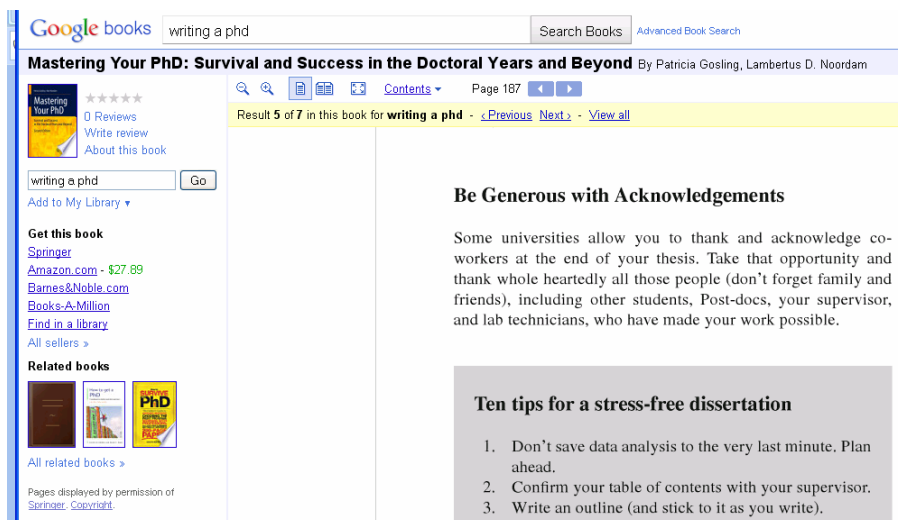 Google books writing a phd Search Books Advanced Book Search
Mastering Your PhD: Survival and Success in the Doctoral Years and Beyond By Patricia Gosling, Lambertus D. Noordam
Mastering
Your PhD
0 Reviews
Write review
About this book
writing a phd Go
Add to My Library ▾
Get this book
Springer
Amazon.com - $27.89
Barnes&Noble.com
Books-A-Million
Find in a library
All sellers »
Related books
How to get a
PhD
SURVIVE
PhD
All related books »
Pages displayed by permission of
Springer. Copyright.
Contents ▾ Page 187
Result 5 of 7 in this book for writing a phd - ‹ Previous Next › - View all
Be Generous with Acknowledgements
Some universities allow you to thank and acknowledge co-
workers at the end of your thesis. Take that opportunity and
thank whole heartedly all those people (don’t forget family and
friends), including other students, Post-docs, your supervisor,
and lab technicians, who have made your work possible.
Ten tips for a stress-free dissertation
1. Don’t save data analysis to the very last minute. Plan
ahead.
2. Confirm your table of contents with your supervisor.
3. Write an outline (and stick to it as you write).